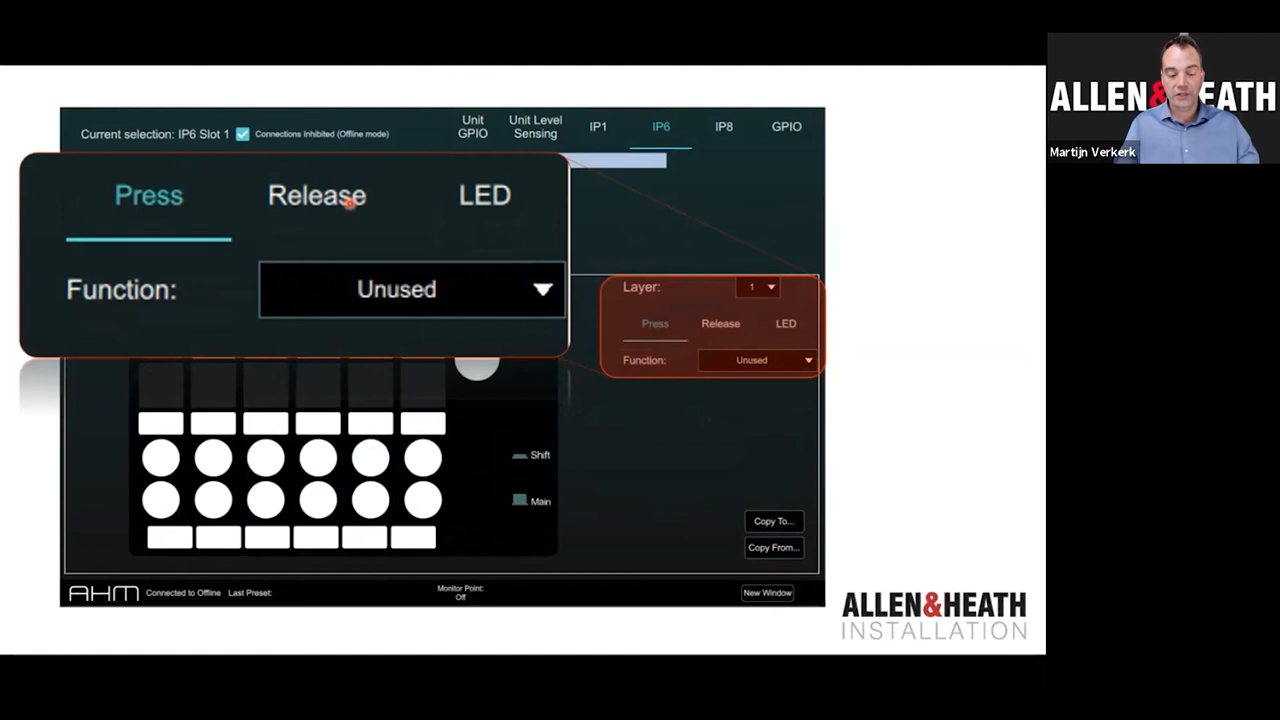 Current selection: IP6 Slot 1 Connections Inhibited (Offline mode)
Unit GPIO
Unit Level Sensing
IP1
IP6
IP8
GPIO
Press Release LED
Function: Unused
Layer: 1
Press Release LED
Function: Unused
Shift
Main
Copy To...
Copy From...
AHM Connected to Offline Last Preset:
Monitor Point:
Off
New Window
ALLEN&HEATH
INSTALLATION
ALLEN&HEATH
Martijn Verkerk